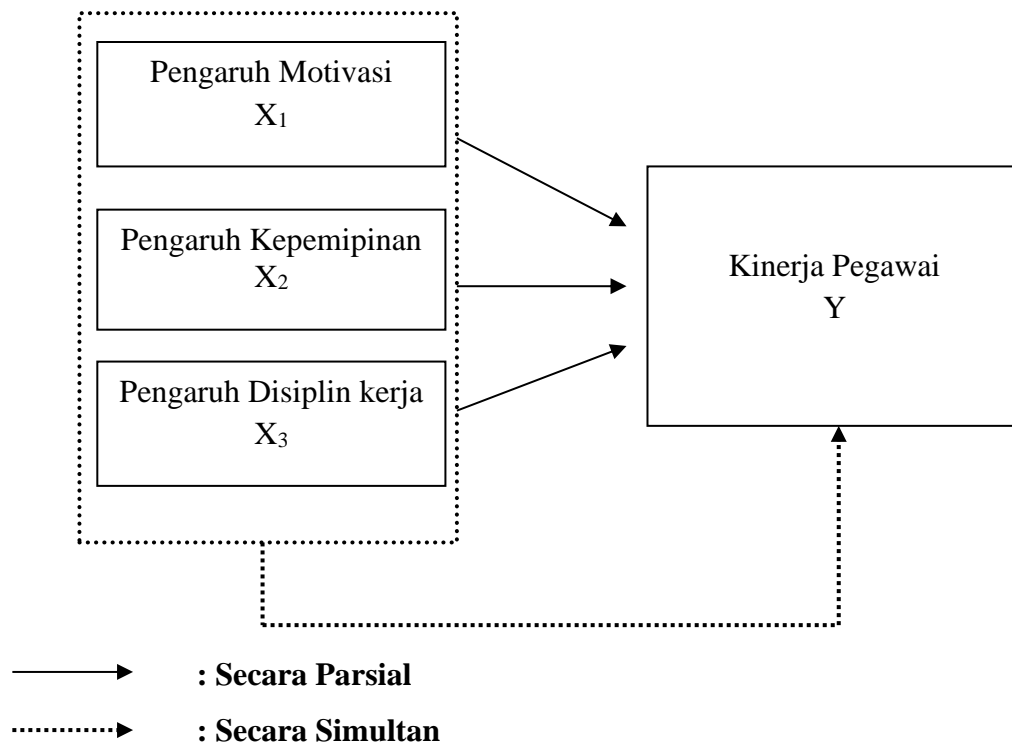 Pengaruh Motivasi
X₁
Pengaruh Kepemipinan
X₂
Pengaruh Disiplin kerja
X₃
Kinerja Pegawai
Y
: Secara Parsial
: Secara Simultan